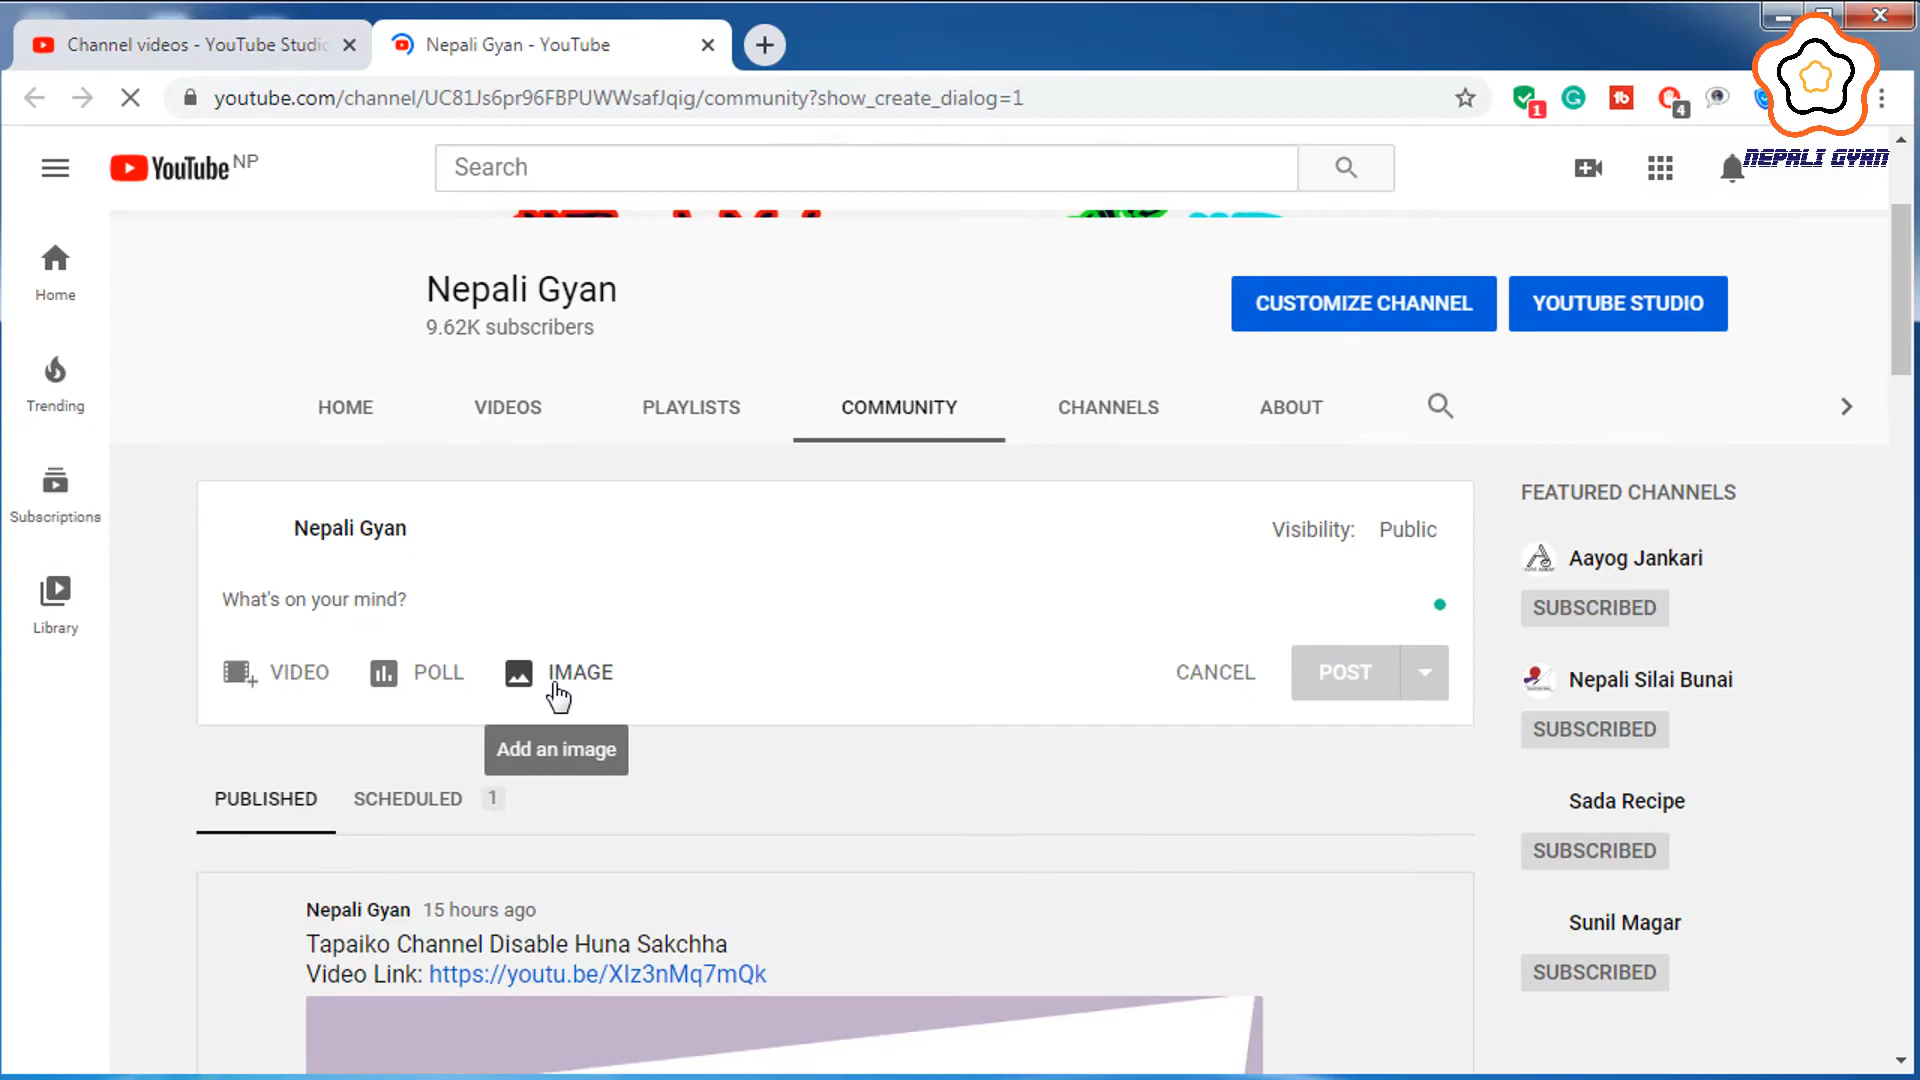 Channel videos - YouTube Studio
Nepali Gyan - YouTube
youtube.com/channel/UC81Js6pr96FBPUWWsafJqig/community?show_create_dialog=1
1
4
YouTube NP
Search
NEPALI GYAN
Home
Trending
Subscriptions
Library
Nepali Gyan
9.62K subscribers
CUSTOMIZE CHANNEL
YOUTUBE STUDIO
HOME
VIDEOS
PLAYLISTS
COMMUNITY
CHANNELS
ABOUT
Nepali Gyan
Visibility: Public
What's on your mind?
VIDEO
POLL
IMAGE
CANCEL
POST
Add an image
PUBLISHED
SCHEDULED 1
Nepali Gyan 15 hours ago
Tapaiko Channel Disable Huna Sakchha
Video Link: https://youtu.be/XIz3nMq7mQk
FEATURED CHANNELS
Aayog Jankari
SUBSCRIBED
Nepali Silai Bunai
SUBSCRIBED
Sada Recipe
SUBSCRIBED
Sunil Magar
SUBSCRIBED